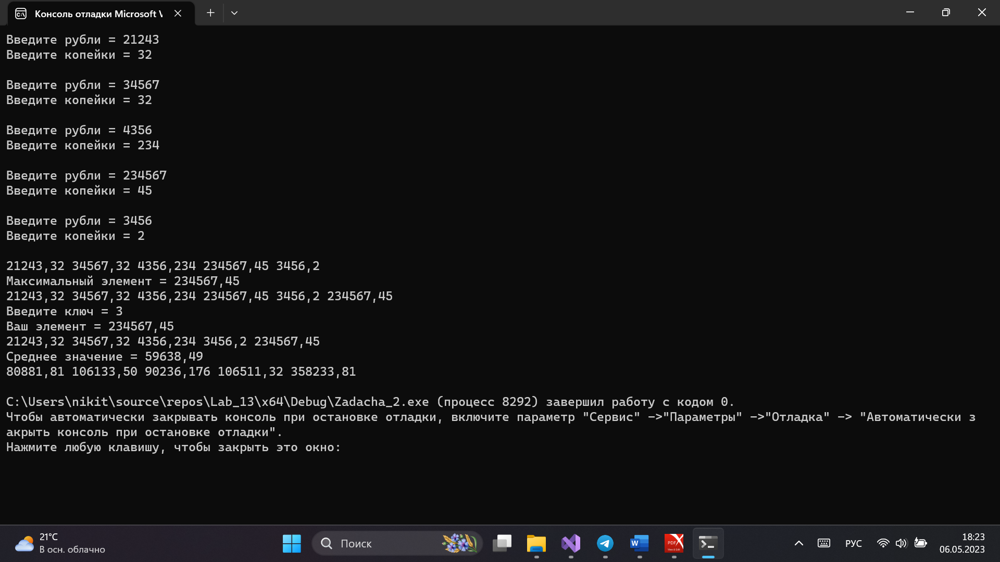 Консоль отладки Microsoft V
Введите рубли = 21243
Введите копейки = 32
Введите рубли = 34567
Введите копейки = 32
Введите рубли = 4356
Введите копейки = 234
Введите рубли = 234567
Введите копейки = 45
Введите рубли = 3456
Введите копейки = 2
21243,32 34567,32 4356,234 234567,45 3456,2
Максимальный элемент = 234567,45
21243,32 34567,32 4356,234 234567,45 3456,2 234567,45
Введите ключ = 3
Ваш элемент = 234567,45
21243,32 34567,32 4356,234 3456,2 234567,45
Среднее значение = 59638,49
80881,81 106133,50 90236,176 106511,32 358233,81
C:\Users\nikit\source\repos\Lab_13\x64\Debug\Zadacha_2.exe (процесс 8292) завершил работу с кодом 0.
Чтобы автоматически закрывать консоль при остановке отладки, включите параметр "Сервис" ->"Параметры" ->"Отладка" -> "Автоматически з
акрыть консоль при остановке отладки".
Нажмите любую клавишу, чтобы закрыть это окно:
21°C
В осн. облачно
Поиск
W
PDF
View & Edit
РУС
18:23
06.05.2023